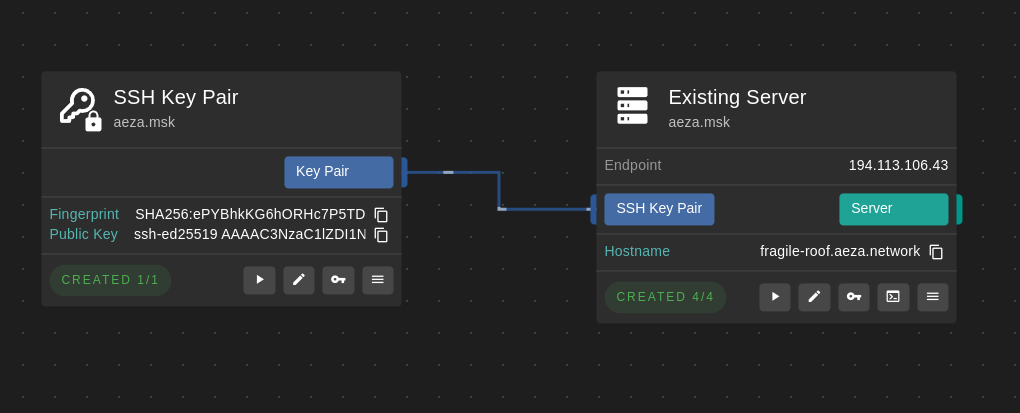 SSH Key Pair
aeza.msk
Key Pair
Fingerprint SHA256:ePYBhkKG6hORHc7P5TD
Public Key ssh-ed25519 AAAAC3NzaC1lZDI1N
CREATED 1/1
Existing Server
aeza.msk
Endpoint 194.113.106.43
SSH Key Pair Server
Hostname fragile-roof.aeza.network
CREATED 4/4